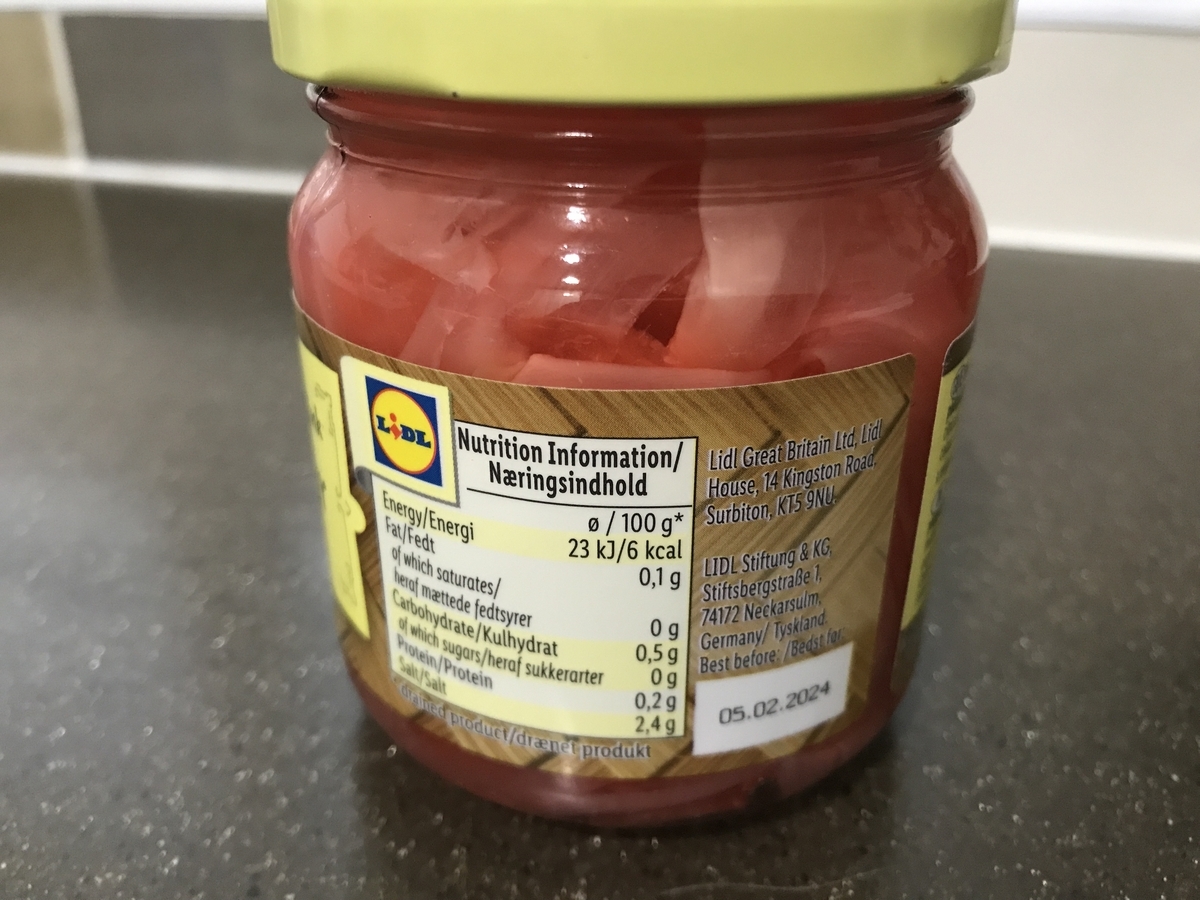 LiDL
Nutrition Information/
Næringsindhold
ø / 100 g*
Energy/Energi 23 kJ/6 kcal
Fat/Fedt 0,1 g
of which saturates/
heraf mættede fedtsyrer 0 g
Carbohydrate/Kulhydrat 0,5 g
of which sugars/heraf sukkerarter 0 g
Protein/Protein 0,2 g
Salt/Salt 2,4 g
drained product/drænet produkt
Lidl Great Britain Ltd, Lidl
House, 14 Kingston Road,
Surbiton, KT5 9NU,
LIDL Stiftung & KG,
Stiftsbergstraße 1,
74172 Neckarsulm,
Germany/ Tyskland.
Best before: /Bedst før:
05.02.2024